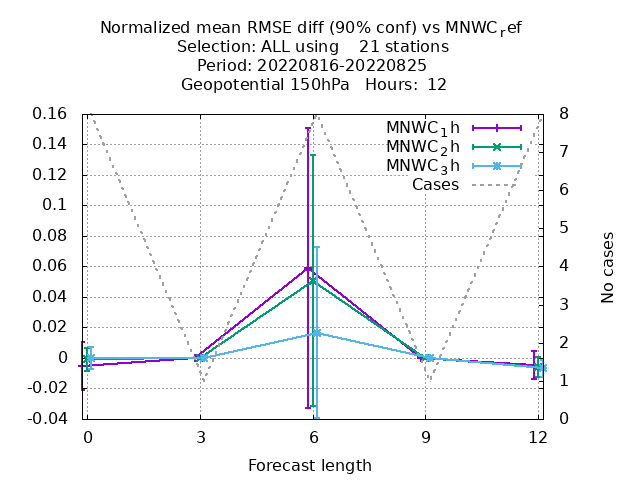 Normalized mean RMSE diff (90% conf) vs MNWC_ref
Selection: ALL using    21 stations
Period: 20220816-20220825
Geopotential 150hPa   Hours:  12
0.16
0.14
0.12
0.1
0.08
0.06
0.04
0.02
0
-0.02
-0.04
8
7
6
5
4
3
2
1
0
MNWC_1h
MNWC_2h
MNWC_3h
Cases
No cases
0
3
6
9
12
Forecast length